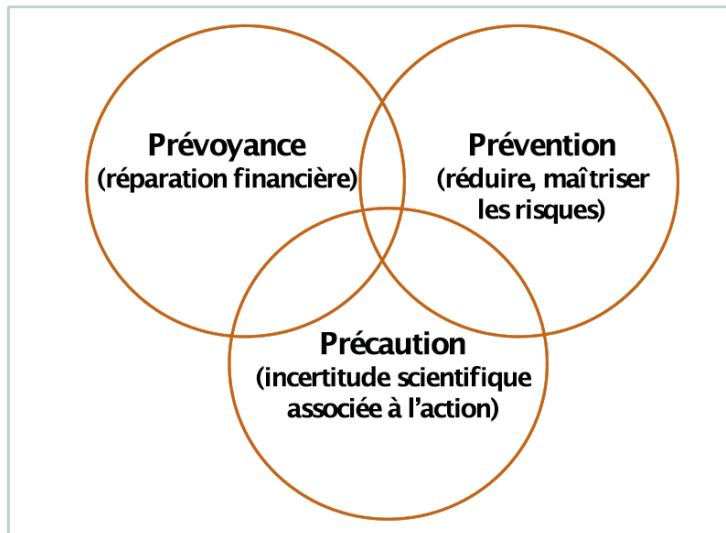 Prévoyance
(réparation financière)
Prévention
(réduire, maîtriser
les risques)
Précaution
(incertitude scientifique
associée à l'action)